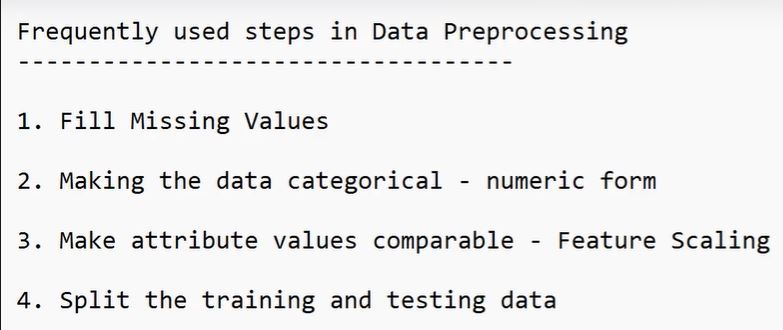 Frequently used steps in Data Preprocessing
-----------------------------------
1. Fill Missing Values
2. Making the data categorical - numeric form
3. Make attribute values comparable - Feature Scaling
4. Split the training and testing data